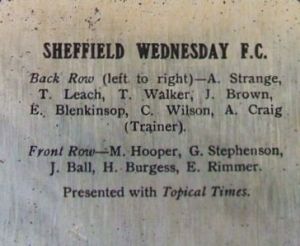 SHEFFIELD WEDNESDAY F.C.
Back Row (left to right)—A. Strange,
T. Leach, T. Walker, J. Brown,
E. Blenkinsop, C. Wilson, A. Craig
(Trainer).
Front Row—M. Hooper, G. Stephenson,
J. Ball, H. Burgess, E. Rimmer.
Presented with Topical Times.